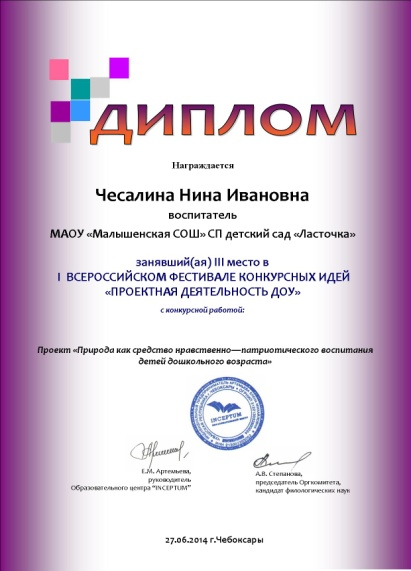 ДИПЛОМ
Награждается
Чесалина Нина Ивановна
воспитатель
МАОУ «Малышенская СОШ» СП детский сад «Ласточка»
занявший(ая) III место в
I ВСЕРОССИЙСКОМ ФЕСТИВАЛЕ КОНКУРСНЫХ ИДЕЙ
«ПРОЕКТНАЯ ДЕЯТЕЛЬНОСТЬ ДОУ»
с конкурсной работой:
Проект «Природа как средство нравственно—патриотического воспитания
детей дошкольного возраста»
INCEPTUM
Е.М. Артемьева,
руководитель
Образовательного центра "INCEPTUM"
А.В. Степанова,
председатель Оргкомитета,
кандидат филологических наук
27.06.2014 г.Чебоксары